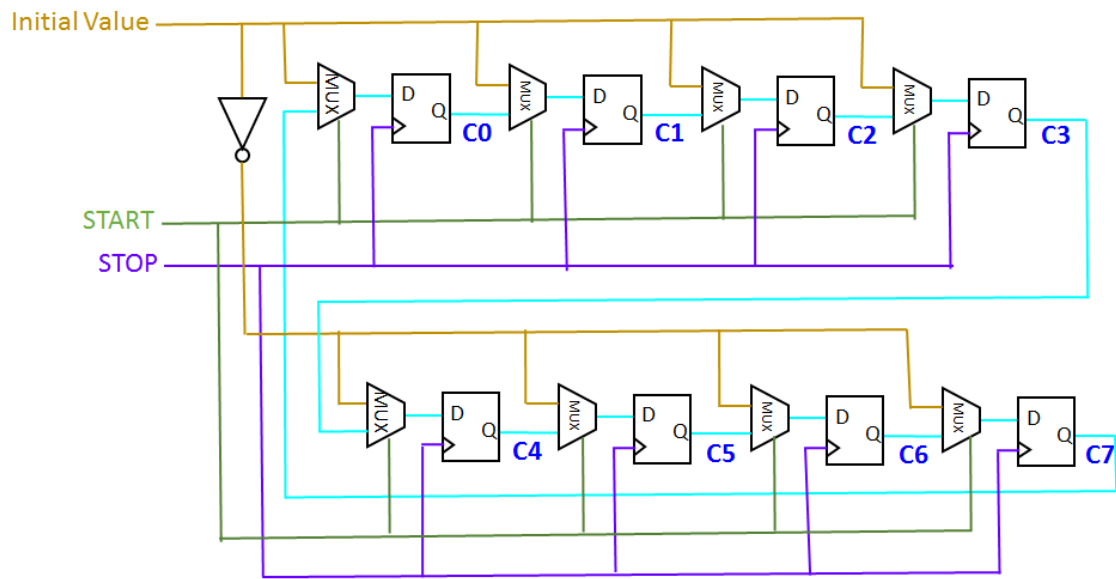 Initial Value
MUX
D
Q
C0
MUX
D
Q
C1
MUX
D
Q
C2
MUX
D
Q
C3
START
STOP
MUX
D
Q
C4
MUX
D
Q
C5
MUX
D
Q
C6
MUX
D
Q
C7